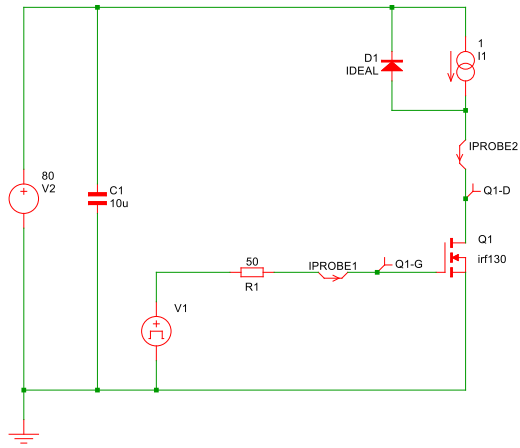 1
I1
D1
IDEAL
IPROBE2
80
V2
C1
10u
Q1-D
Q1
irf130
50
R1
IPROBE1
Q1-G
V1